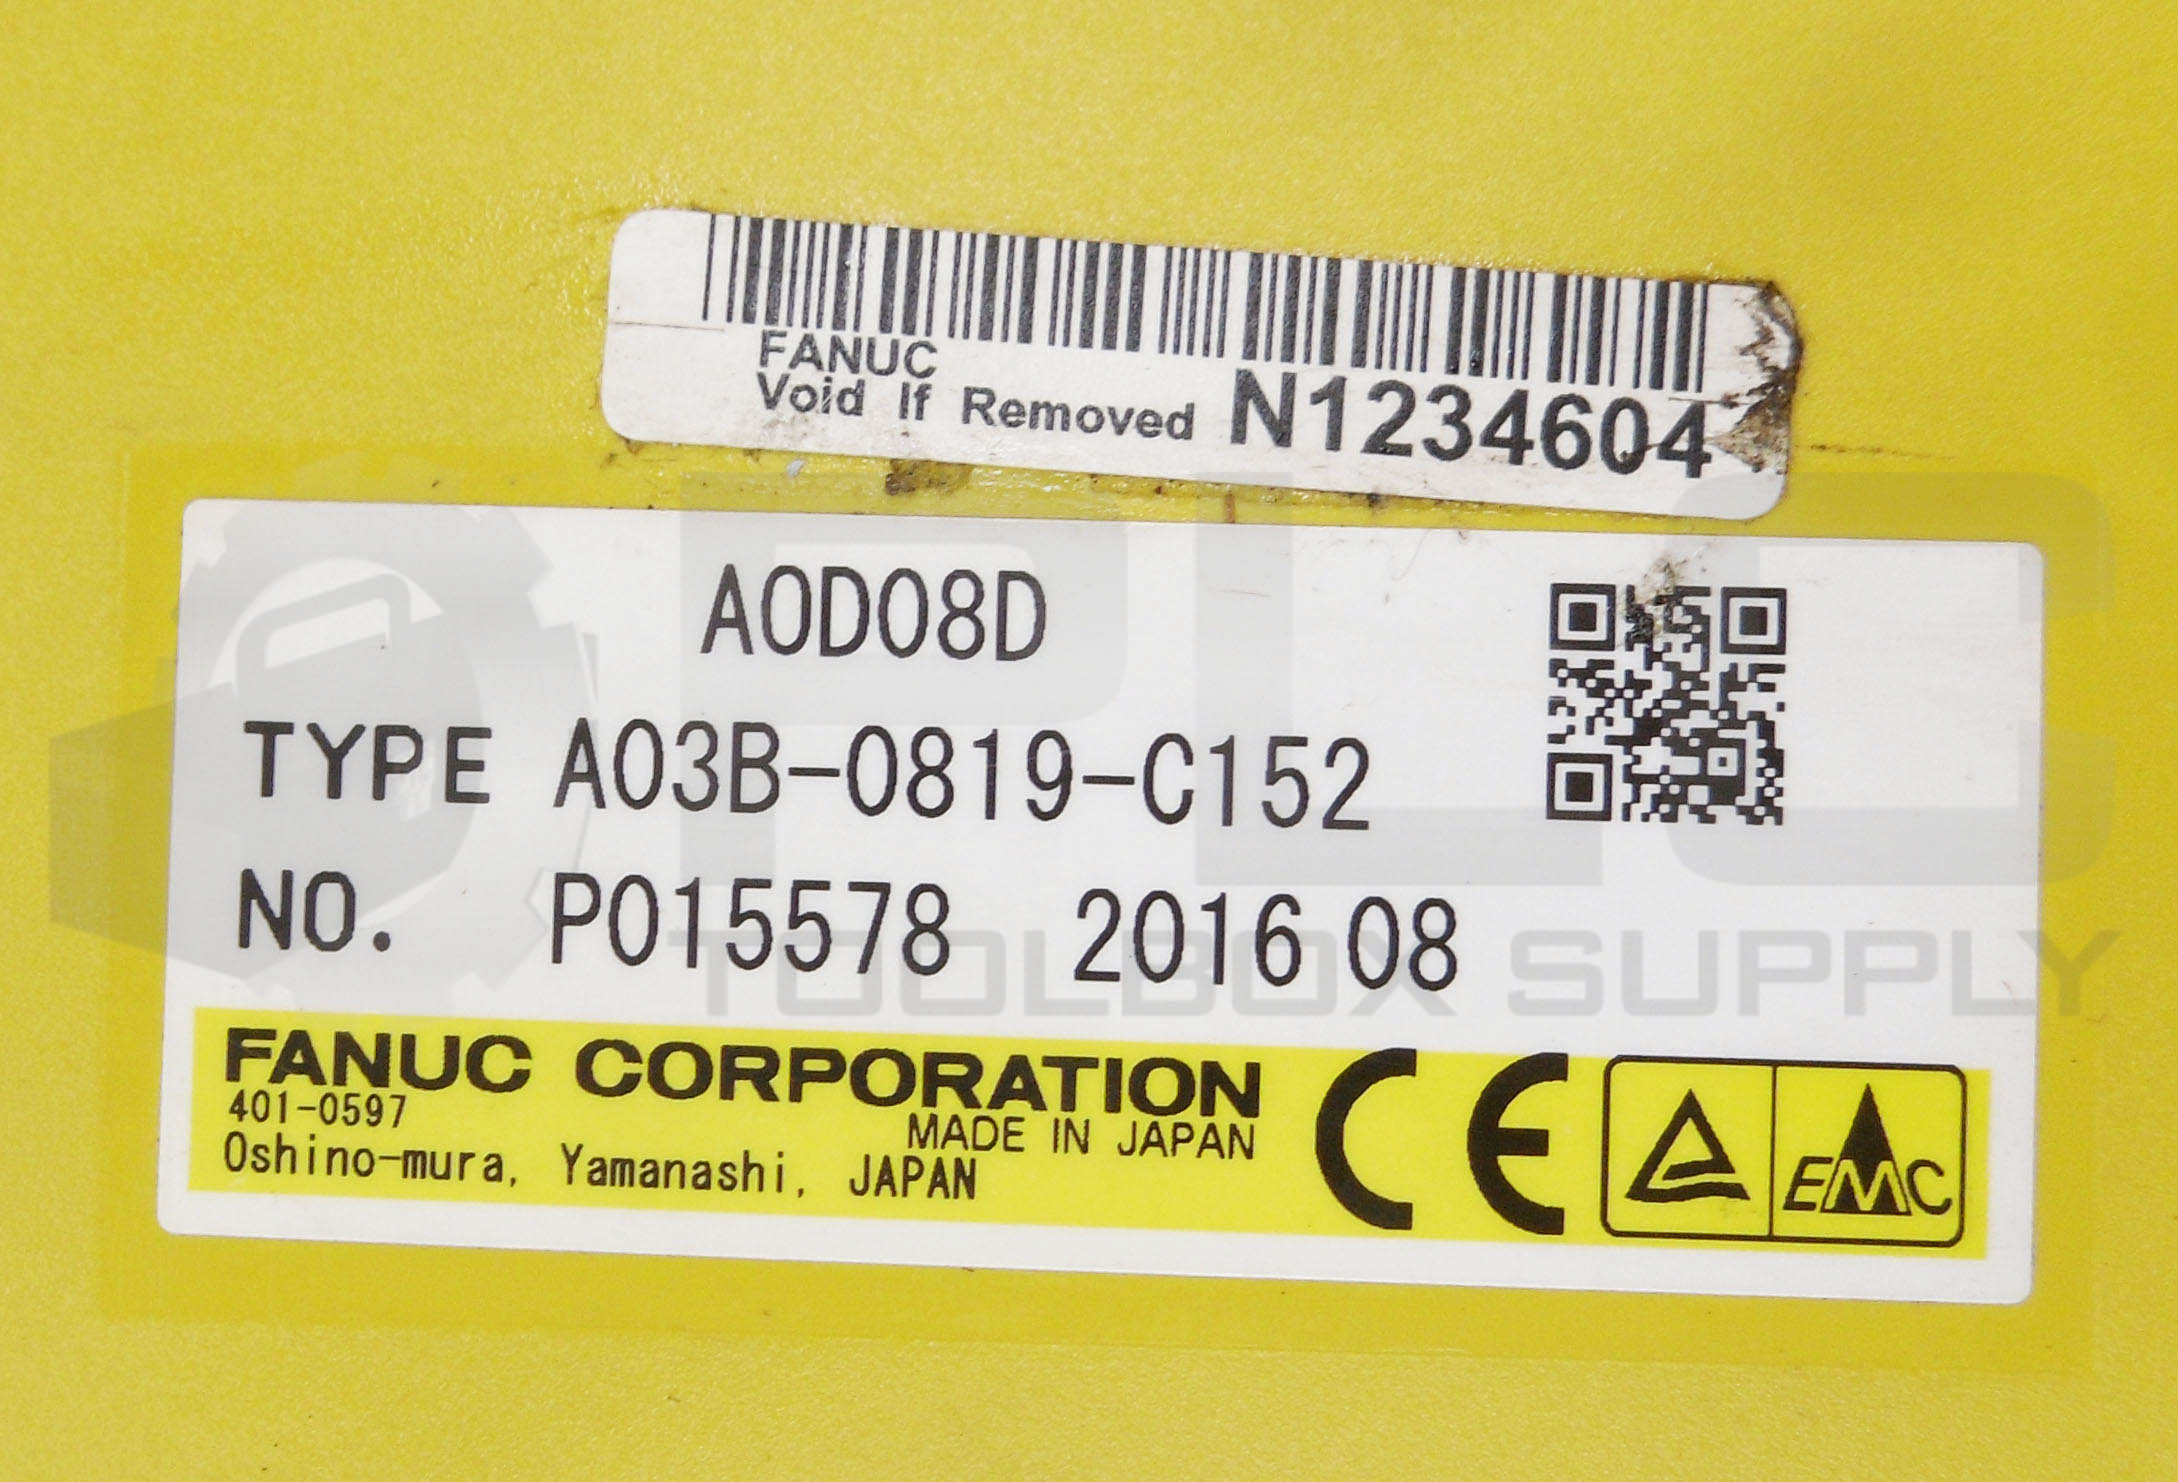 FANUC
Void If Removed N1234604
AOD08D
TYPE A03B-0819-C152
NO. P015578 2016 08
FANUC CORPORATION
401-0597
MADE IN JAPAN
Oshino-mura, Yamanashi, JAPAN
CE
EMC
PLC
TOOLBOX SUPPLY